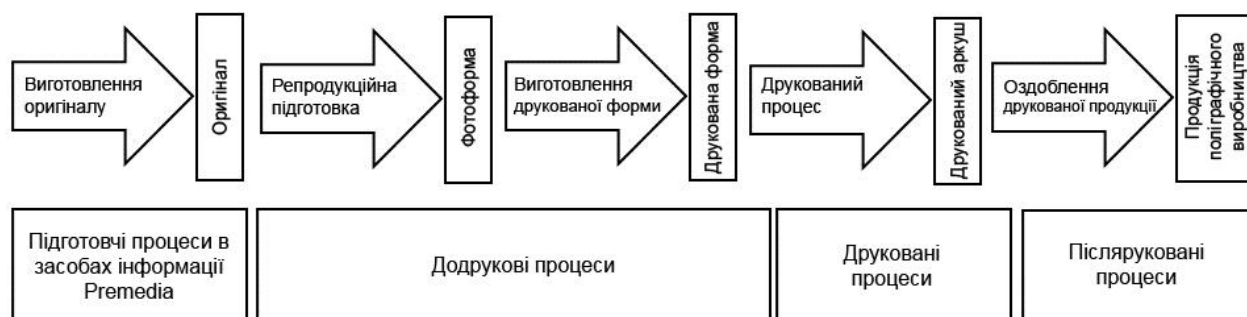 Виготовлення
оригіналу
Оригінал
Репродукційна
підготовка
Фотоформа
Виготовлення
друкованої форми
Друкована форма
Друкований
процес
Друкований аркуш
Оздоблення
друкованої продукції
Продукція
поліграфічного
виробництва
Підготовчі процеси в
засобах інформації
Premedia
Додрукові процеси
Друковані
процеси
Післяруковані
процеси